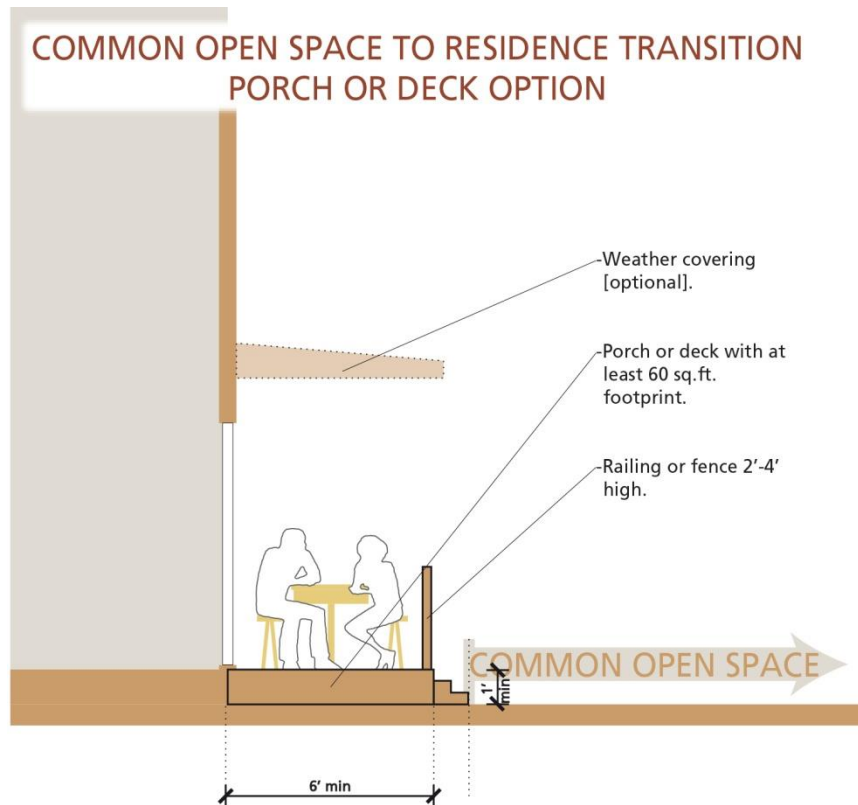 COMMON OPEN SPACE TO RESIDENCE TRANSITION
PORCH OR DECK OPTION
-Weather covering
[optional].
-Porch or deck with at
least 60 sq.ft.
footprint.
-Railing or fence 2’-4’
high.
COMMON OPEN SPACE
1’
min
6’ min